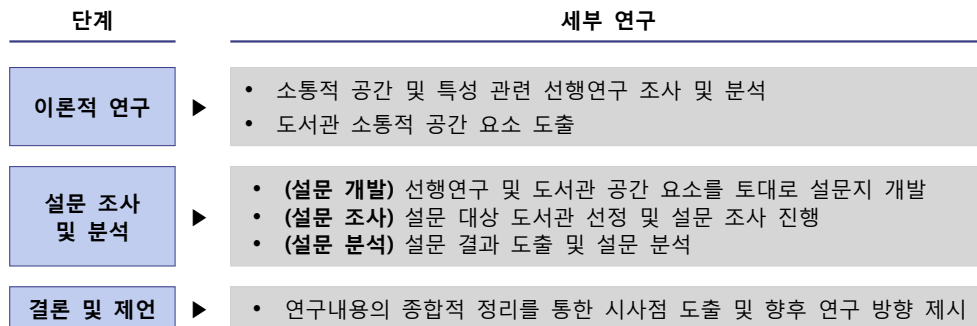 단계 세부 연구
이론적 연구 ▶ • 소통적 공간 및 특성 관련 선행연구 조사 및 분석
• 도서관 소통적 공간 요소 도출
설문 조사
및 분석 ▶ • (설문 개발) 선행연구 및 도서관 공간 요소를 토대로 설문지 개발
• (설문 조사) 설문 대상 도서관 선정 및 설문 조사 진행
• (설문 분석) 설문 결과 도출 및 설문 분석
결론 및 제언 ▶ • 연구내용의 종합적 정리를 통한 시사점 도출 및 향후 연구 방향 제시